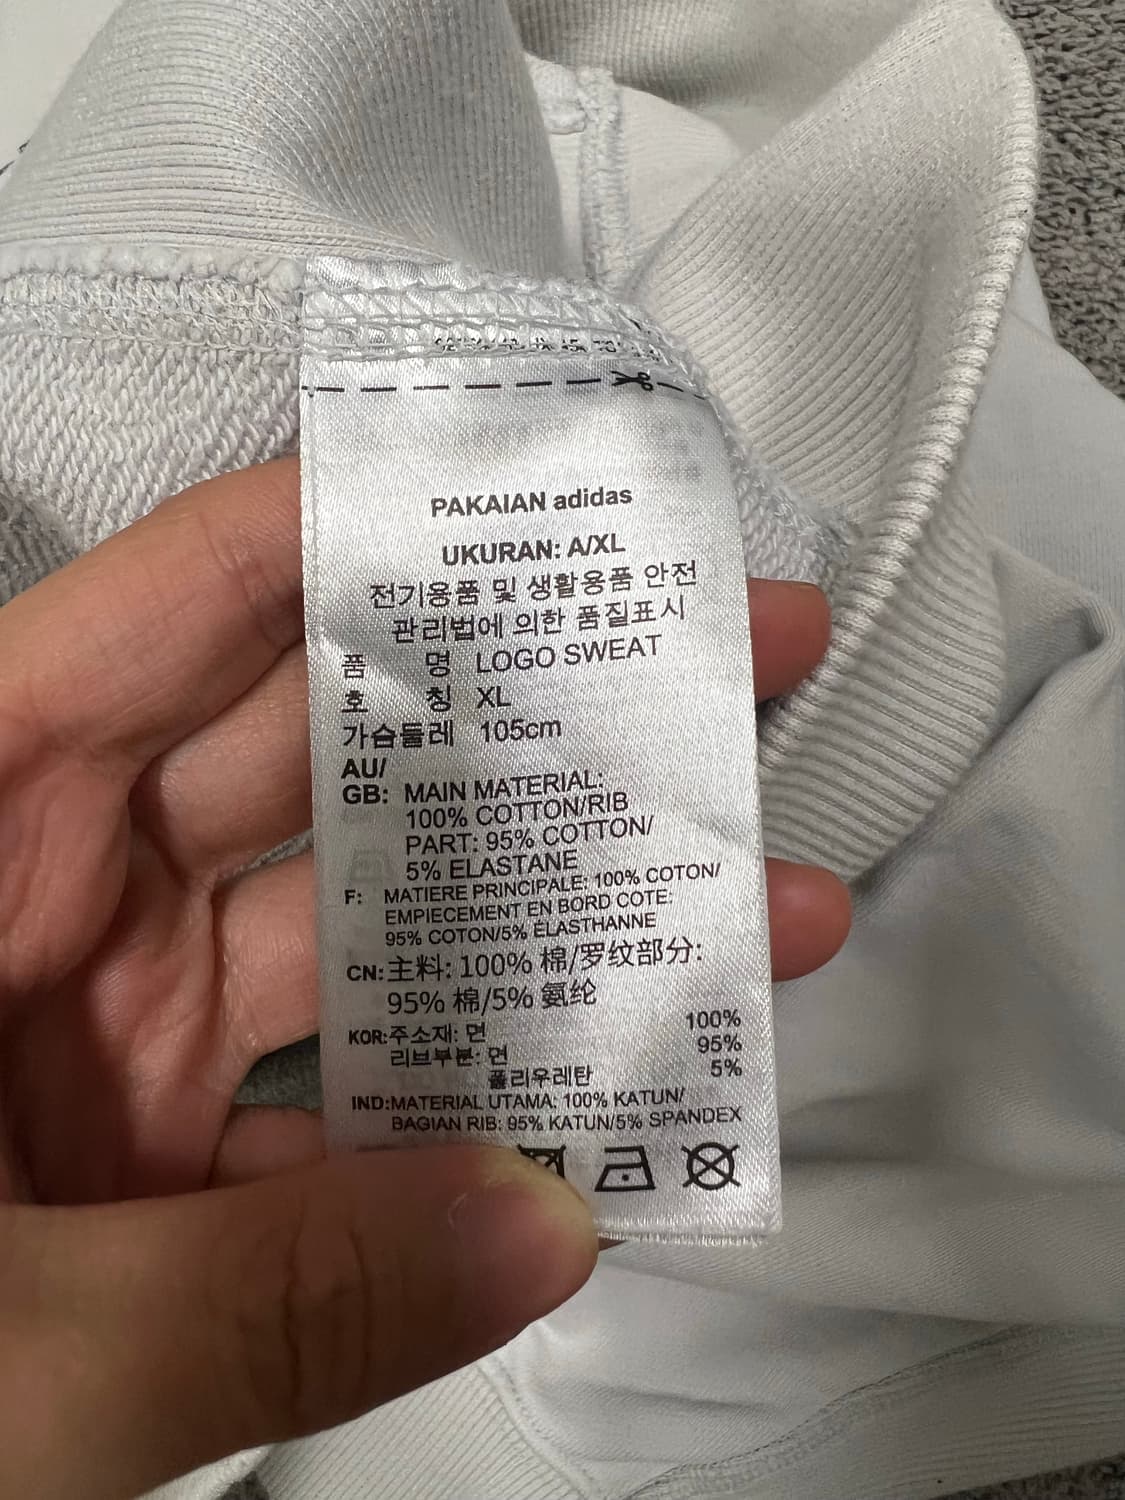 PAKAIAN adidas
UKURAN: A/XL
전기용품 및 생활용품 안전
관리법에 의한 품질표시
품 명 LOGO SWEAT
호 칭 XL
가슴둘레 105cm
AU/
GB: MAIN MATERIAL:
100% COTTON/RIB
PART: 95% COTTON/
5% ELASTANE
F: MATIERE PRINCIPALE: 100% COTON/
EMPIECEMENT EN BORD COTE:
95% COTON/5% ÉLASTHANNE
CN: 主料: 100% 棉/罗纹部分:
95% 棉/5% 氨纶
KOR: 주소재: 면 100%
리브부분: 면 95%
폴리우레탄 5%
IND: MATERIAL UTAMA: 100% KATUN/
BAGIAN RIB: 95% KATUN/5% SPANDEX